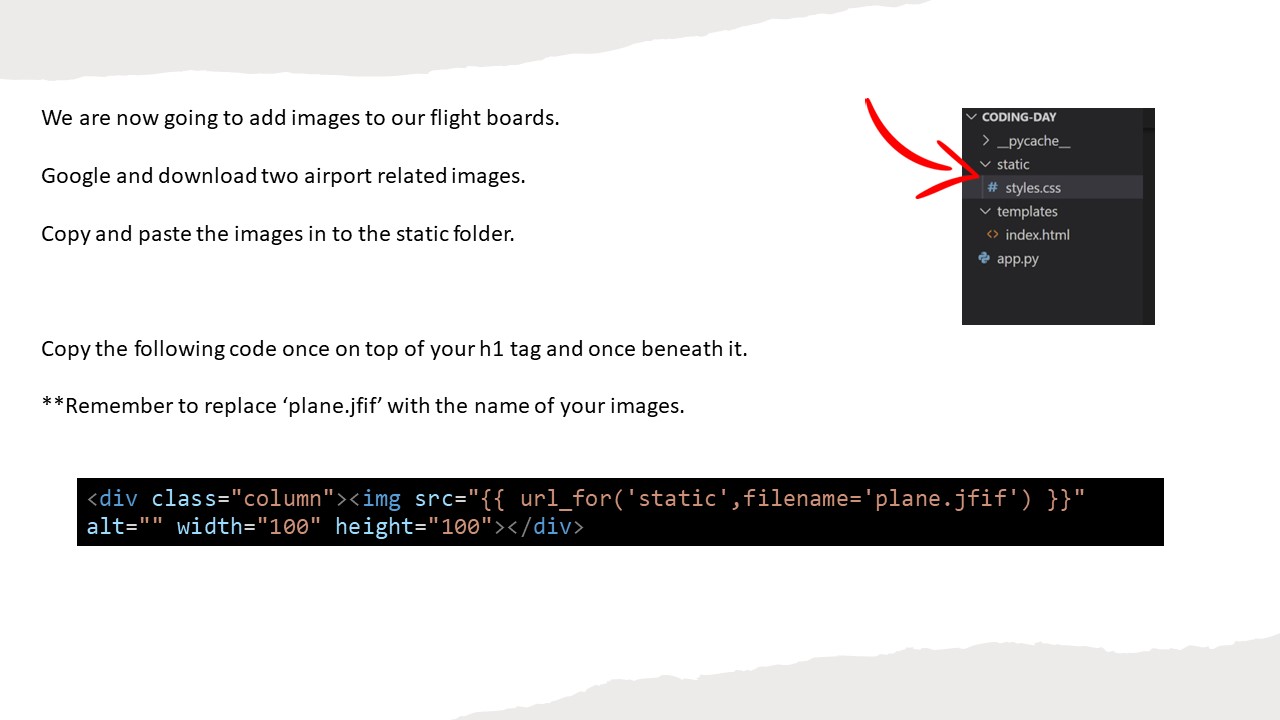 We are now going to add images to our flight boards.
Google and download two airport related images.
Copy and paste the images in to the static folder.
CODING-DAY
__pycache__
static
# styles.css
templates
<> index.html
app.py
Copy the following code once on top of your h1 tag and once beneath it.
**Remember to replace ‘plane.jfif’ with the name of your images.
<div class="column"><img src="{{ url_for('static',filename='plane.jfif') }}"
alt="" width="100" height="100"></div>